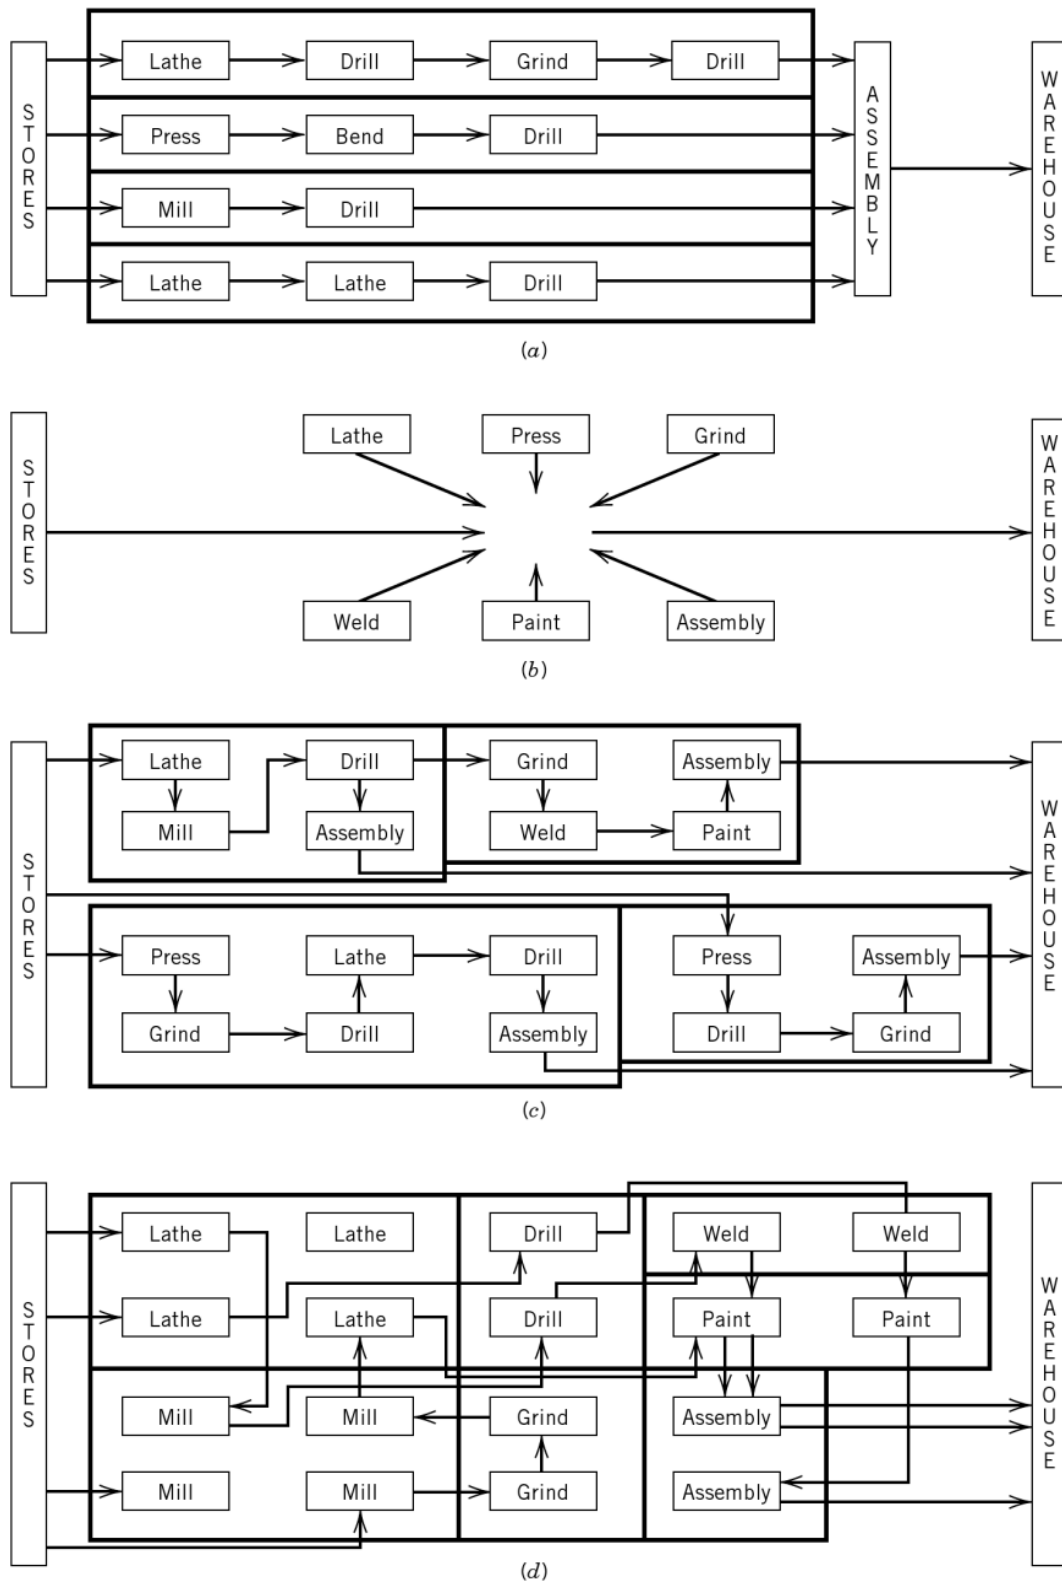 STORES
Lathe Drill Grind Drill
Press Bend Drill
Mill Drill
Lathe Lathe Drill
ASSEMBLY
WAREHOUSE
(a)
STORES
Lathe Press Grind
Weld Paint Assembly
WAREHOUSE
(b)
STORES
Lathe Drill Grind Assembly
Mill Assembly Weld Paint
Press Lathe Drill Press Assembly
Grind Drill Assembly Drill Grind
WAREHOUSE
(c)
STORES
Lathe Lathe Drill Weld Weld
Lathe Lathe Drill Paint Paint
Mill Mill Grind Assembly
Mill Mill Grind Assembly
WAREHOUSE
(d)